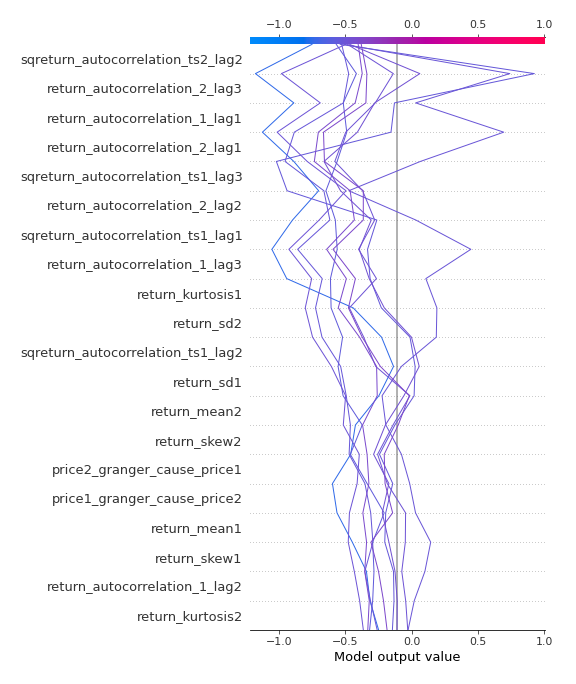 −1.0 −0.5 0.0 0.5 1.0
sqreturn_autocorrelation_ts2_lag2
return_autocorrelation_2_lag3
return_autocorrelation_1_lag1
return_autocorrelation_2_lag1
sqreturn_autocorrelation_ts1_lag3
return_autocorrelation_2_lag2
sqreturn_autocorrelation_ts1_lag1
return_autocorrelation_1_lag3
return_kurtosis1
return_sd2
sqreturn_autocorrelation_ts1_lag2
return_sd1
return_mean2
return_skew2
price2_granger_cause_price1
price1_granger_cause_price2
return_mean1
return_skew1
return_autocorrelation_1_lag2
return_kurtosis2
−1.0 −0.5 0.0 0.5 1.0
Model output value